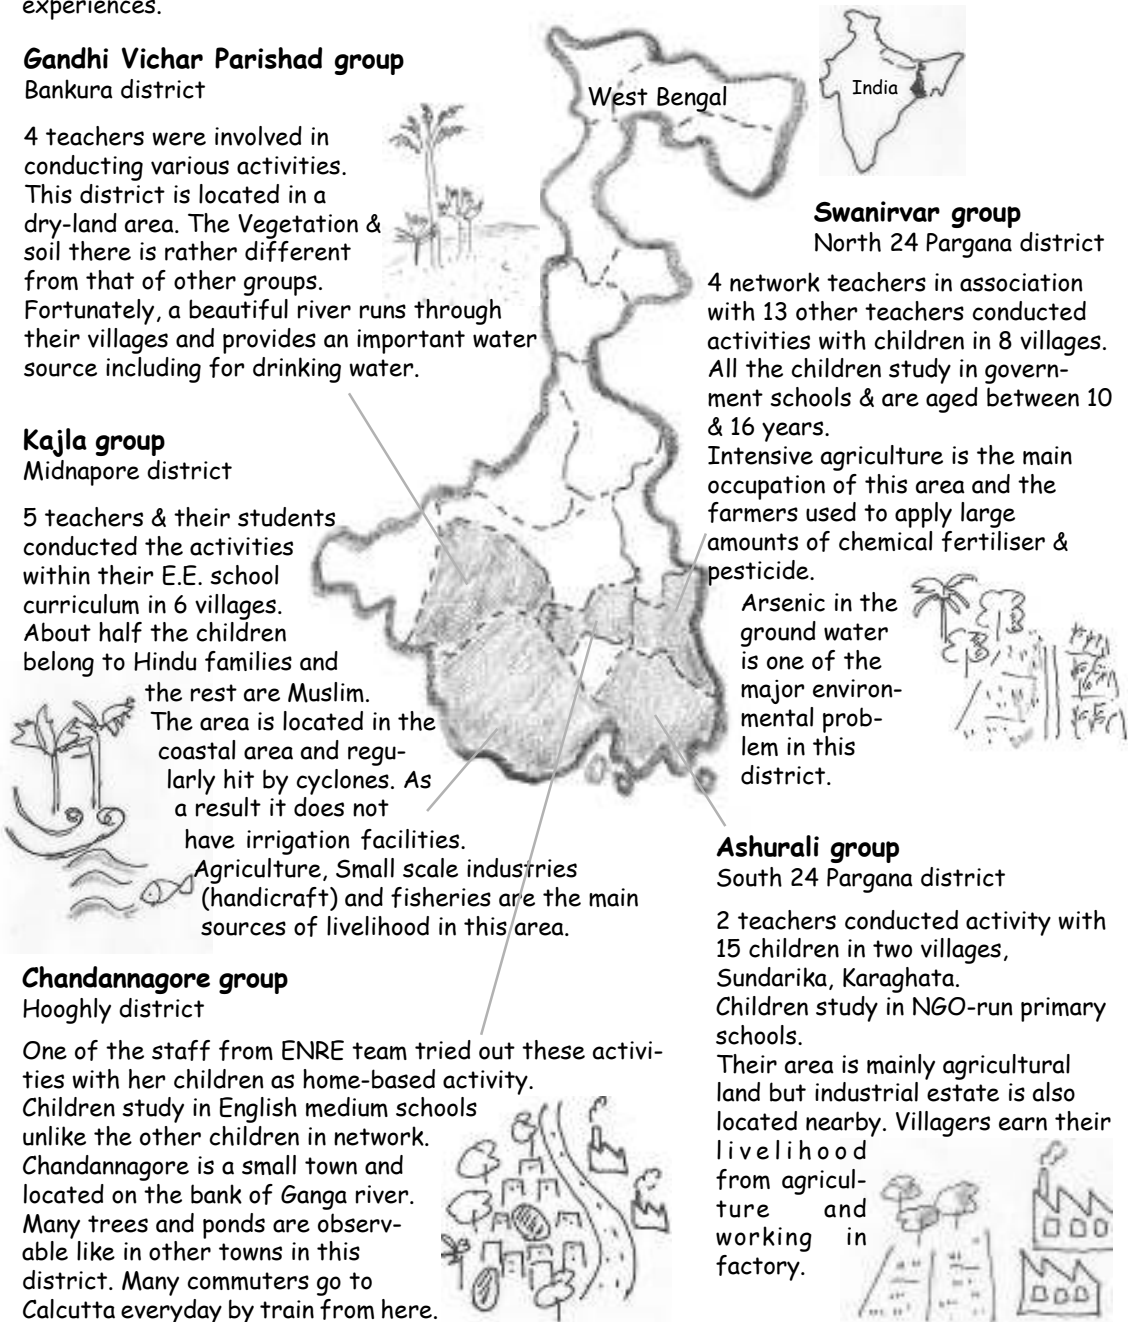 experiences.
Gandhi Vichar Parishad group
Bankura district
4 teachers were involved in
conducting various activities.
This district is located in a
dry-land area. The Vegetation &
soil there is rather different
from that of other groups.
Fortunately, a beautiful river runs through
their villages and provides an important water
source including for drinking water.
Kajla group
Midnapore district
5 teachers & their students
conducted the activities
within their E.E. school
curriculum in 6 villages.
About half the children
belong to Hindu families and
the rest are Muslim.
The area is located in the
coastal area and regu-
larly hit by cyclones. As
a result it does not
have irrigation facilities.
Agriculture, Small scale industries
(handicraft) and fisheries are the main
sources of livelihood in this area.
Chandannagore group
Hooghly district
One of the staff from ENRE team tried out these activi-
ties with her children as home-based activity.
Children study in English medium schools
unlike the other children in network.
Chandannagore is a small town and
located on the bank of Ganga river.
Many trees and ponds are observ-
able like in other towns in this
district. Many commuters go to
Calcutta everyday by train from here.
West Bengal
India
Swanirvar group
North 24 Pargana district
4 network teachers in association
with 13 other teachers conducted
activities with children in 8 villages.
All the children study in govern-
ment schools & are aged between 10
& 16 years.
Intensive agriculture is the main
occupation of this area and the
farmers used to apply large
amounts of chemical fertiliser &
pesticide.
Arsenic in the
ground water
is one of the
major environ-
mental prob-
lem in this
district.
Ashurali group
South 24 Pargana district
2 teachers conducted activity with
15 children in two villages,
Sundarika, Karaghata.
Children study in NGO-run primary
schools.
Their area is mainly agricultural
land but industrial estate is also
located nearby. Villagers earn their
livelihood
from agricul-
ture and
working in
factory.